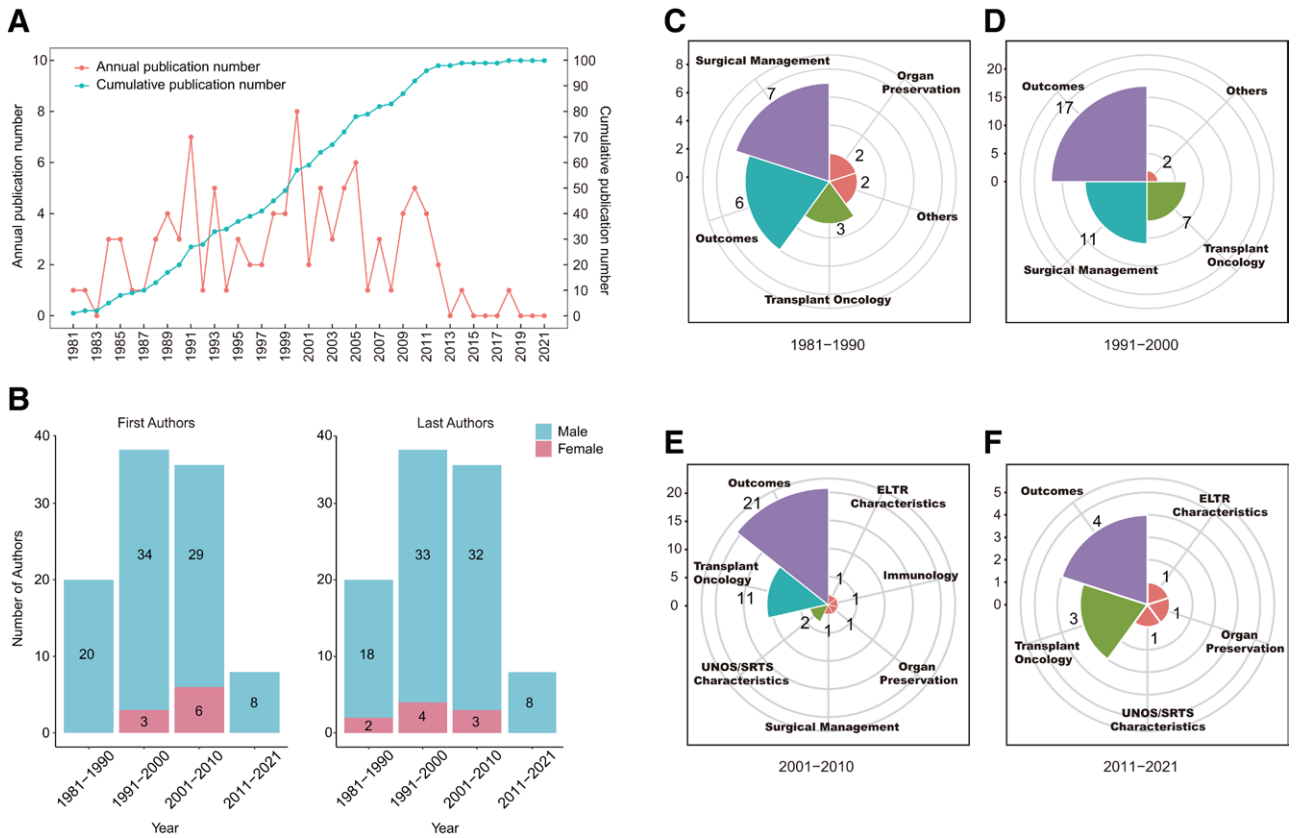 A
Annual publication number
Cumulative publication number
Annual publication number
10
8
6
4
2
0
Cumulative publication number
100
90
80
70
60
50
40
30
20
10
0
1981
1983
1985
1987
1989
1991
1993
1995
1997
1999
2001
2003
2005
2007
2009
2011
2013
2015
2017
2019
2021
B
First Authors
Last Authors
Male
Female
Number of Authors
40
30
20
10
0
20
34
3
29
6
8
40
30
20
10
0
18
2
33
4
32
3
8
1981−1990
1991−2000
2001−2010
2011−2021
Year
1981−1990
1991−2000
2001−2010
2011−2021
Year
C
8
6
4
2
0
Surgical Management
7
Organ
Preservation
2
2
Others
6
Outcomes
3
Transplant Oncology
1981−1990
D
20
15
10
5
0
Outcomes
17
Others
2
11
Surgical Management
7
Transplant
Oncology
1991−2000
E
20
15
10
5
0
Outcomes
21
ELTR
Characteristics
1
Immunology
1
Transplant
Oncology
11
2
1
1
UNOS/SRTS
Characteristics
Organ
Preservation
Surgical Management
2001−2010
F
5
4
3
2
1
0
Outcomes
4
ELTR
Characteristics
1
3
1
1
Transplant
Oncology
Organ
Preservation
UNOS/SRTS
Characteristics
2011−2021